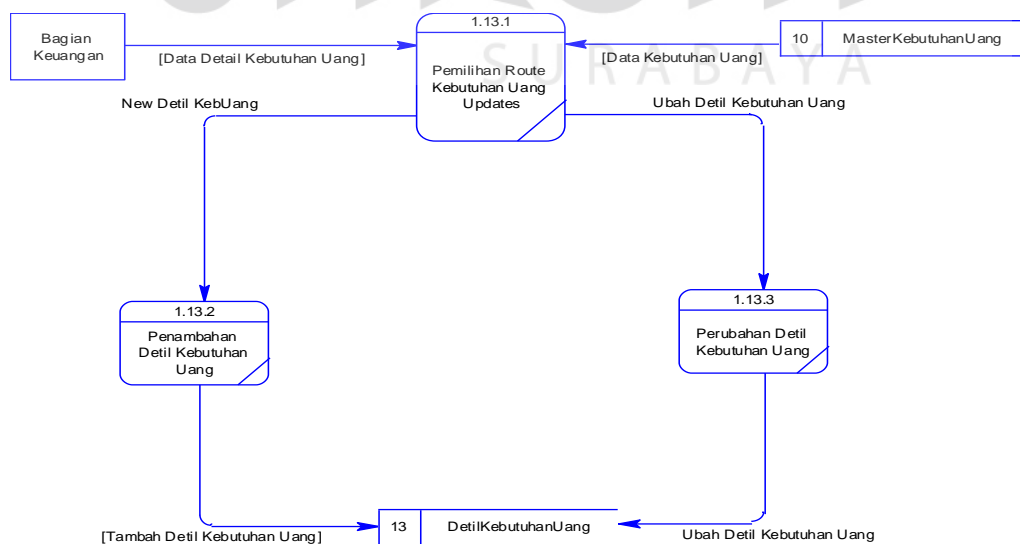 1.13.1
Bagian
Keuangan
[Data Detail Kebutuhan Uang]
Pemilihan Route
Kebutuhan Uang
Updates
[Data Kebutuhan Uang]
10 MasterKebutuhanUang
SURABAYA
New Detil KebUang
Ubah Detil Kebutuhan Uang
1.13.2
Penambahan
Detil Kebutuhan
Uang
1.13.3
Perubahan Detil
Kebutuhan Uang
[Tambah Detil Kebutuhan Uang]
13 DetilKebutuhanUang
Ubah Detil Kebutuhan Uang